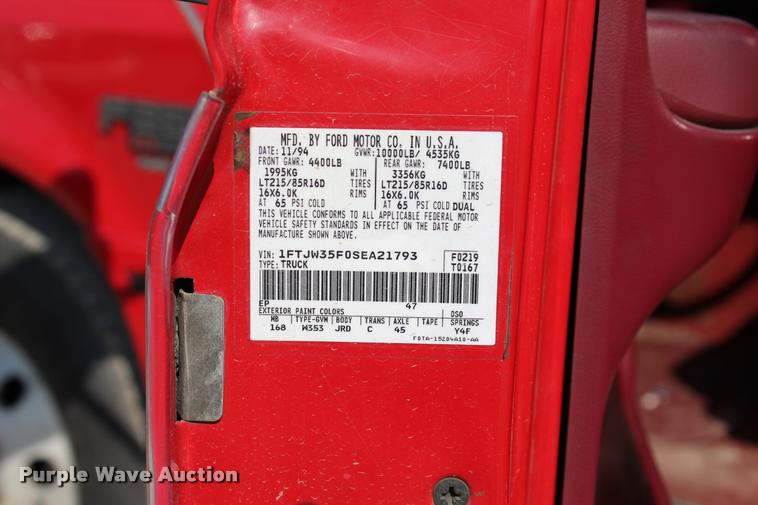 MFD. BY FORD MOTOR CO. IN U.S.A.
DATE: 11/94 GVWR: 10000LB/ 4535KG
FRONT GAWR: 4400LB REAR GAWR: 7400LB
1995KG WITH 3356KG WITH
LT215/85R16D TIRES LT215/85R16D TIRES
16X6.0K RIMS 16X6.0K RIMS
AT 65 PSI COLD AT 65 PSI COLD DUAL
THIS VEHICLE CONFORMS TO ALL APPLICABLE FEDERAL MOTOR
VEHICLE SAFETY STANDARDS IN EFFECT ON THE DATE OF
MANUFACTURE SHOWN ABOVE.
VIN: 1FTJW35F0SEA21793 F0219
TYPE: TRUCK T0167
EP 47
EXTERIOR PAINT COLORS DSO
WB TYPE-GVW BODY TRANS AXLE TAPE SPRINGS
168 W353 JRD C 45 Y4F
F0TA-15204A10-AA
Purple Wave Auction